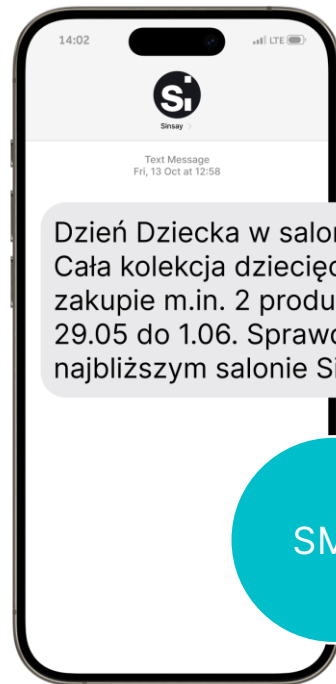 14:02
LTE
Si
Sinsay
Text Message
Fri, 13 Oct at 12:58
Dzień Dziecka w
Cała kolekcja
zakupie m.in. 2
29.05 do 1.06.
najbliższym salonie